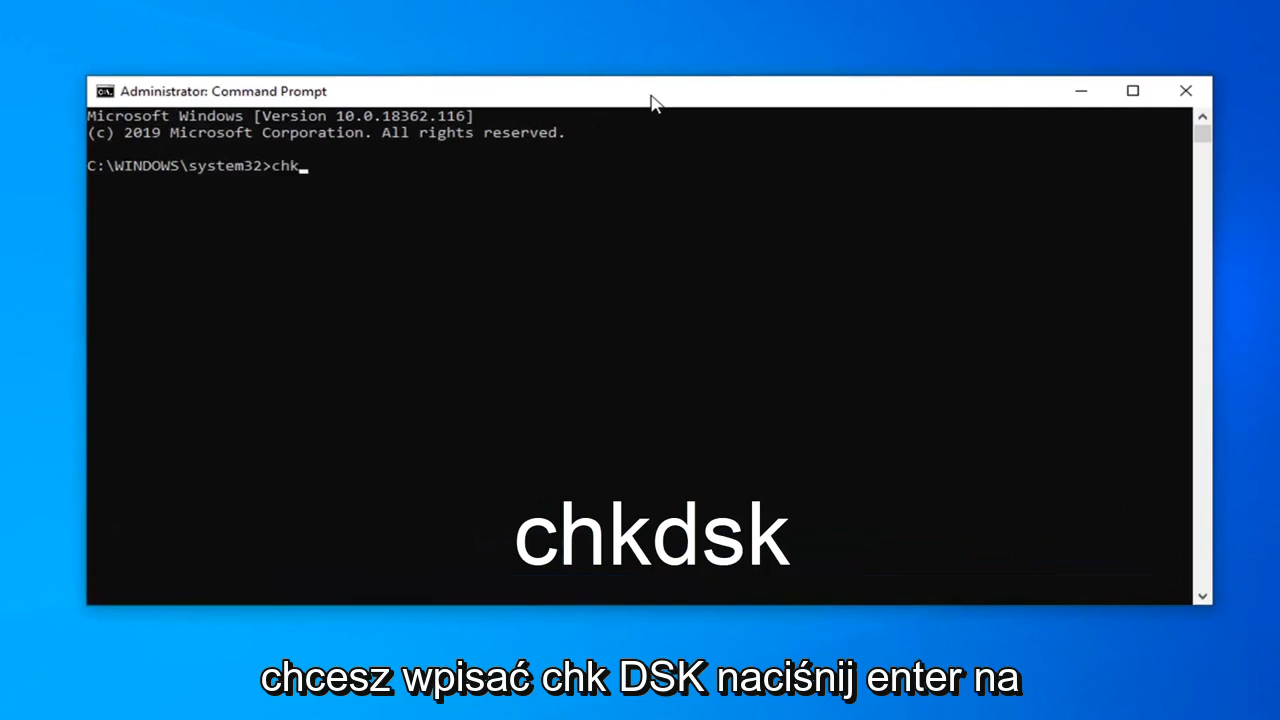 Administrator: Command Prompt
Microsoft Windows [Version 10.0.18362.116]
(c) 2019 Microsoft Corporation. All rights reserved.
C:\WINDOWS\system32>chk
chkdsk
chcesz wpisać chk DSK naciśnij enter na